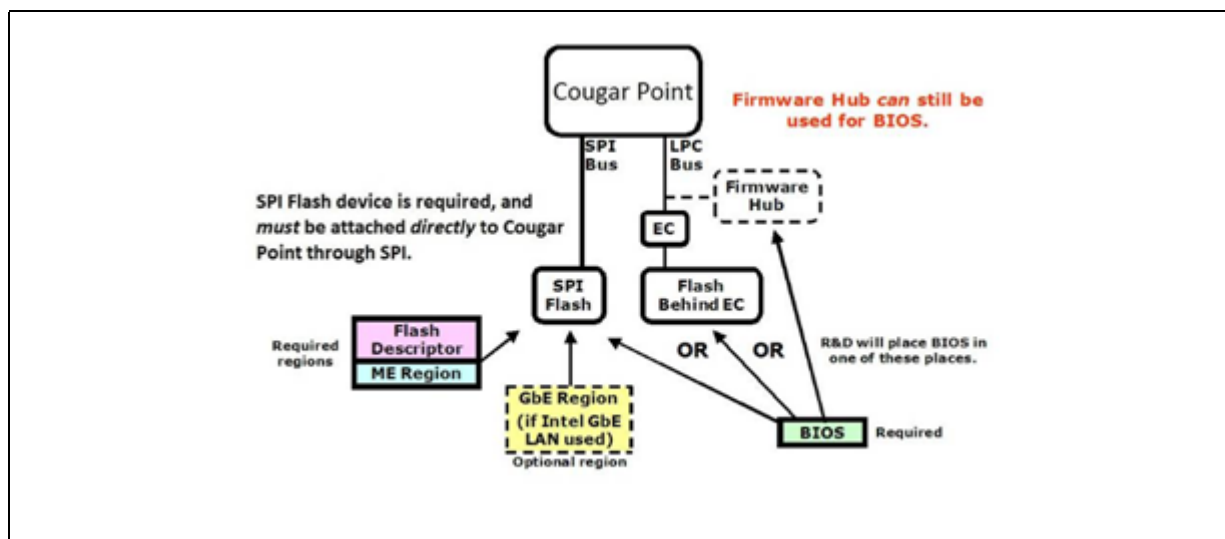 Cougar Point
Firmware Hub can still be
used for BIOS.
SPI
Bus
LPC
Bus
Firmware
Hub
SPI Flash device is required, and
must be attached directly to Cougar
Point through SPI.
EC
SPI
Flash
Flash
Behind EC
Required
regions
Flash
Descriptor
ME Region
OR
OR
R&D will place BIOS in
one of these places.
GbE Region
(if Intel GbE
LAN used)
Optional region
BIOS
Required